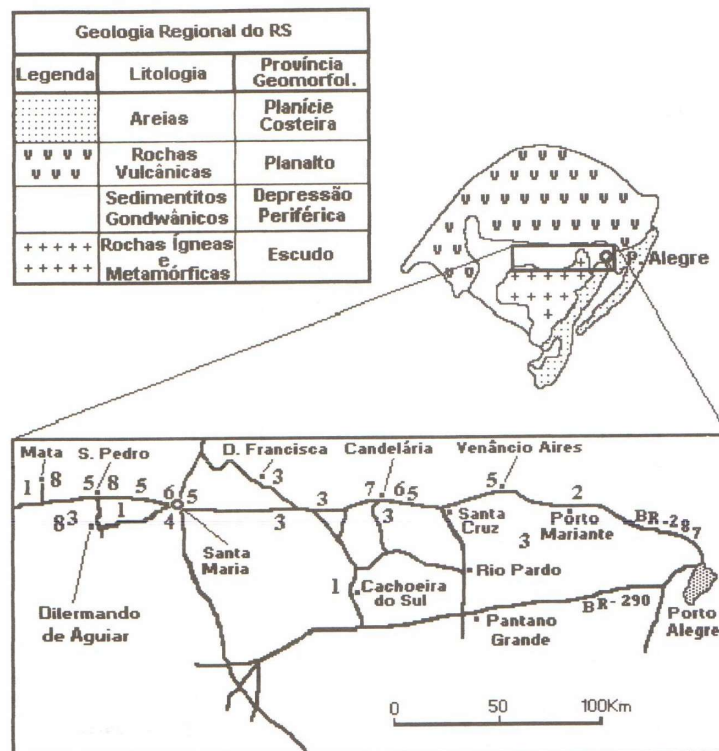 Geologia Regional do RS
Legenda Litologia Província Geomorfol.
Areias Planície Costeira
Rochas Vulcânicas Planalto
Sedimentitos Gondwânicos Depressão Periférica
Rochas Ígneas e Metamórficas Escudo
P. Alegre
Mata
S. Pedro
D. Francisca
Candelária
Venâncio Aires
8
5 8
5
6
5
3
7
6
5
5
2
1
1
8
3
4
3
3
3
3
1
Santa Maria
Santa Cruz
Pôrto Mariante
BR-287
Dilermando de Aguiar
Cachoeira do Sul
Rio Pardo
Pantano Grande
BR-290
Porto Alegre
0 50 100Km